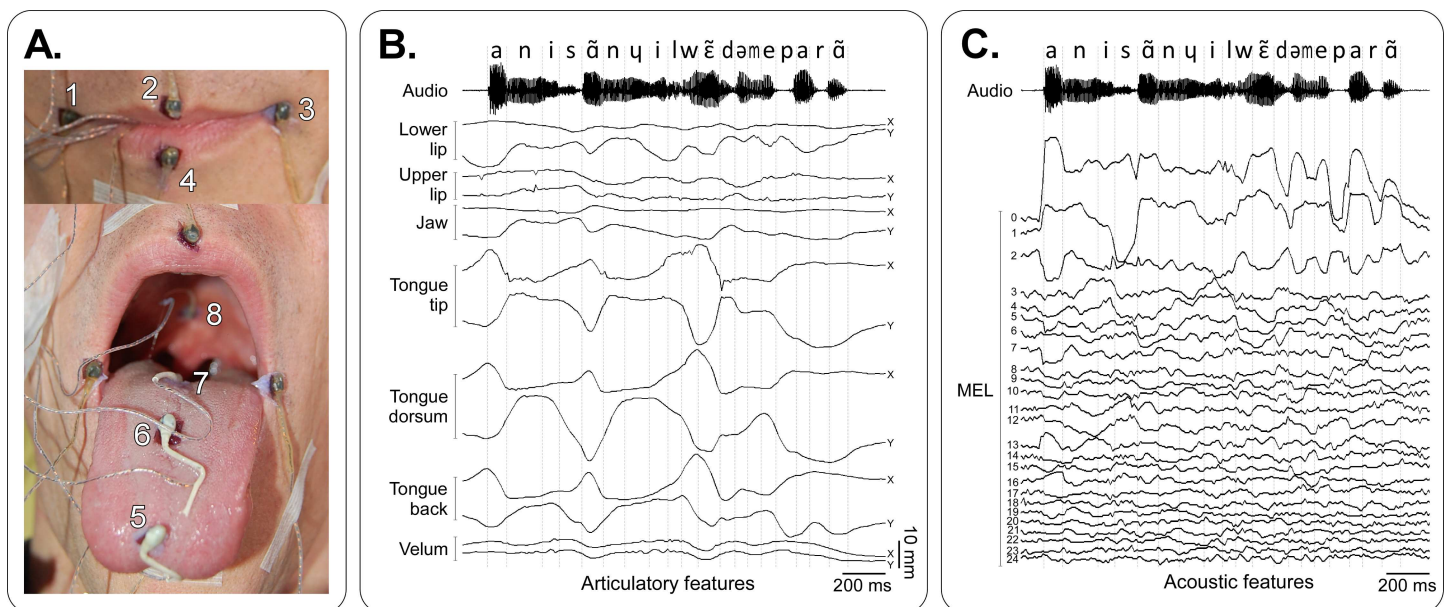 A.
1
2
3
4
8
7
6
5
B.
a n i s ɑ̃ n ɥ i l w ɛ̃ d ə m e p a r ɑ̃
Audio
Lower lip
X
Y
Upper lip
X
Y
Jaw
X
Y
Tongue tip
X
Y
Tongue dorsum
X
Y
Tongue back
X
Y
Velum
X
Y
10 mm
Articulatory features
200 ms
C.
a n i s ɑ̃ n ɥ i l w ɛ̃ d ə m e p a r ɑ̃
Audio
0
1
2
3
4
5
6
7
8
9
10
11
12
13
14
15
16
17
18
19
20
21
22
23
24
MEL
Acoustic features
200 ms